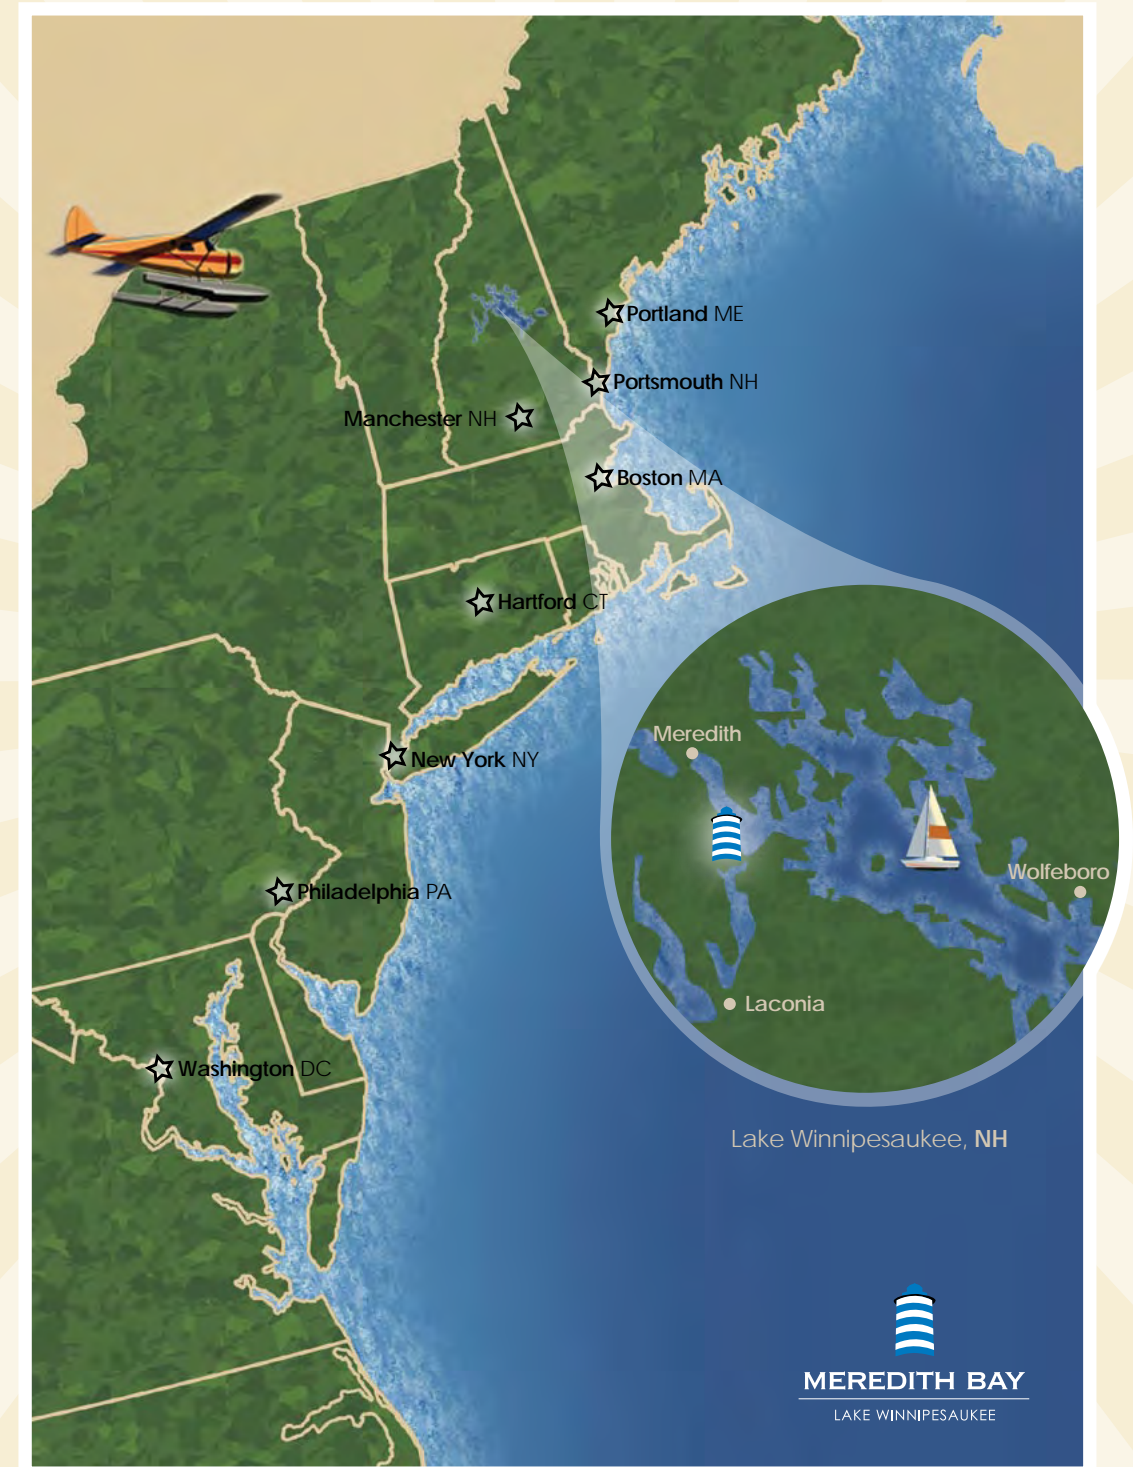 Portland ME
Portsmouth NH
Manchester NH
Boston MA
Hartford CT
Meredith
New York NY
Wolfeboro
Philadelphia PA
Laconia
Washington DC
Lake Winnipesaukee, NH
MEREDITH BAY
LAKE WINNIPESAUKEE